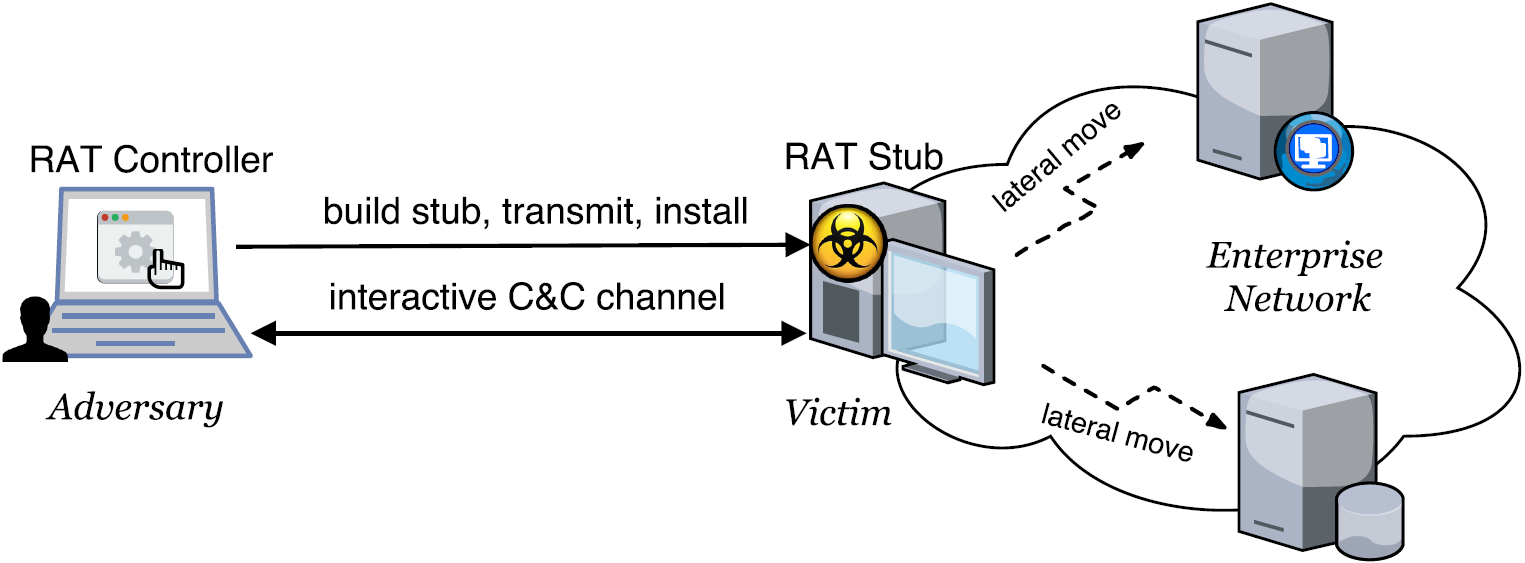 RAT Controller
build stub, transmit, install
interactive C&C channel
Adversary
RAT Stub
Victim
lateral move
lateral move
Enterprise
Network